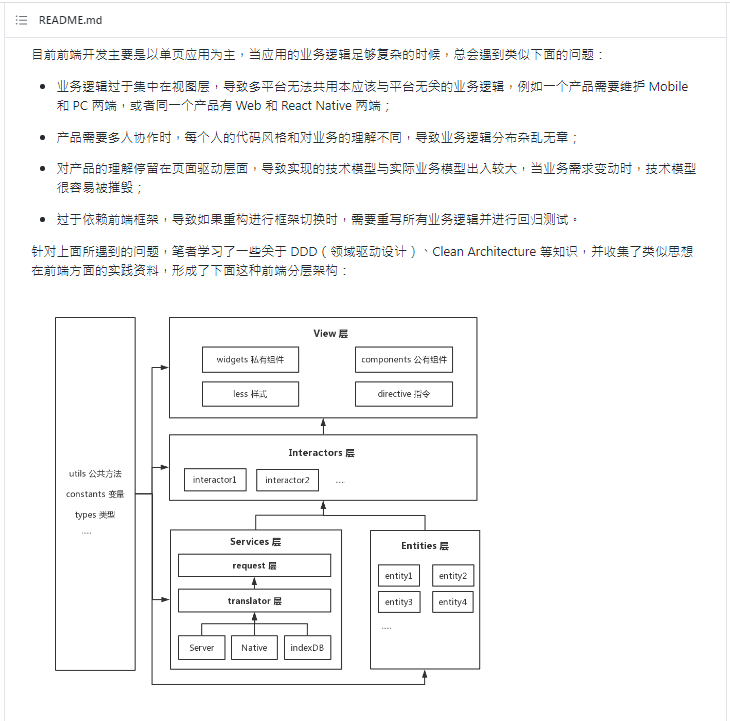 README.md
目前前端开发主要是以单页应用为主，当应用的业务逻辑足够复杂的时候，总会遇到类似下面的问题：
业务逻辑过于集中在视图层，导致多平台无法共用本应该与平台无关的业务逻辑，例如一个产品需要维护 Mobile
和 PC 两端，或者同一个产品有 Web 和 React Native 两端；
产品需要多人协作时，每个人的代码风格和对业务的理解不同，导致业务逻辑分布杂乱无章；
对产品的理解停留在页面驱动层面，导致实现的技术模型与实际业务模型出入较大，当业务需求变动时，技术模型
很容易被摧毁；
过于依赖前端框架，导致如果重构进行框架切换时，需要重写所有业务逻辑并进行回归测试。
针对上面所遇到的问题，笔者学习了一些关于 DDD（领域驱动设计）、Clean Architecture 等知识，并收集了类似思想
在前端方面的实践资料，形成了下面这种前端分层架构：
View 层
widgets 私有组件
components 公有组件
less 样式
directive 指令
Interactors 层
interactor1
interactor2
....
utils 公共方法
constants 变量
types 类型
....
Services 层
request 层
translator 层
Server
Native
indexDB
Entities 层
entity1
entity2
entity3
entity4
....